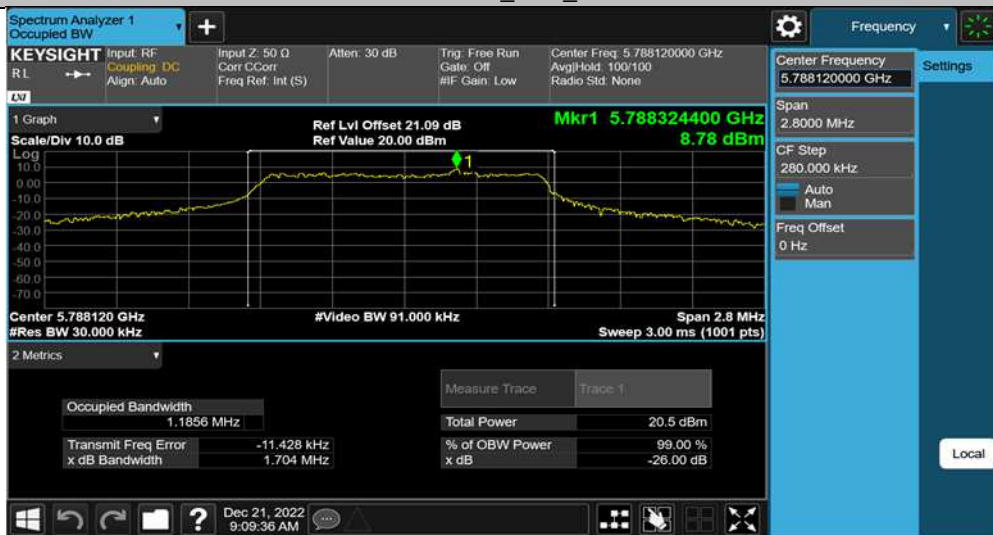 Spectrum Analyzer 1
Occupied BW
Frequency
KEYSIGHT
Input: RF
Coupling: DC
Align: Auto
Input Z: 50 Ω
Corr CCorr
Freq Ref: Int (S)
Atten: 30 dB
Trig: Free Run
Gate: Off
#IF Gain: Low
Center Freq: 5.788120000 GHz
Avg|Hold: 100/100
Radio Std: None
RL
LXI
Center Frequency
5.788120000 GHz
Settings
Span
2.8000 MHz
CF Step
280.000 kHz
Auto
Man
Freq Offset
0 Hz
1 Graph
Scale/Div 10.0 dB
Ref Lvl Offset 21.09 dB
Ref Value 20.00 dBm
Mkr1 5.788324400 GHz
8.78 dBm
Log
10.0
0.00
-10.0
-20.0
-30.0
-40.0
-50.0
-60.0
-70.0
1
Center 5.788120 GHz
#Res BW 30.000 kHz
#Video BW 91.000 kHz
Span 2.8 MHz
Sweep 3.00 ms (1001 pts)
2 Metrics
Measure Trace Trace 1
Occupied Bandwidth
1.1856 MHz
Total Power 20.5 dBm
Transmit Freq Error -11.428 kHz
% of OBW Power 99.00 %
x dB Bandwidth 1.704 MHz
x dB -26.00 dB
Local
Dec 21, 2022
9:09:36 AM